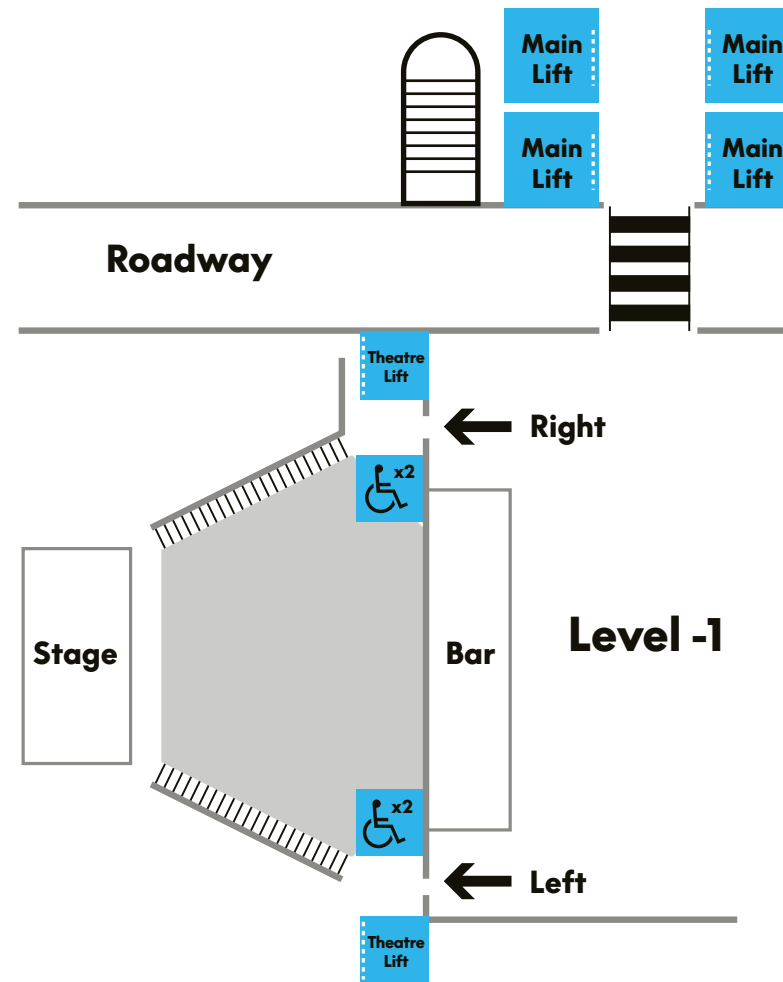 Main
Lift
Main
Lift
Main
Lift
Main
Lift
Roadway
Theatre
Lift
Right
x2
Stage
Bar
Level -1
x2
Left
Theatre
Lift